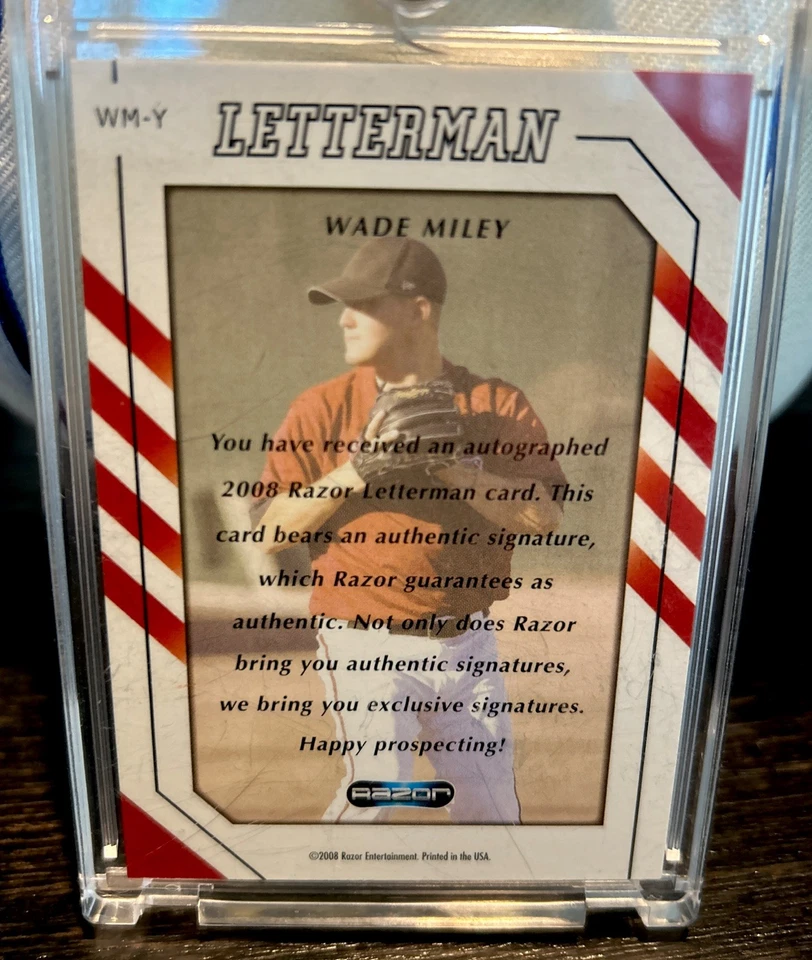 WM-Y
LETTERMAN
WADE MILEY
You have received an autographed
2008 Razor Letterman card. This
card bears an authentic signature,
which Razor guarantees as
authentic. Not only does Razor
bring you authentic signatures,
we bring you exclusive signatures.
Happy prospecting!
RAZOR
©2008 Razor Entertainment. Printed in the USA.